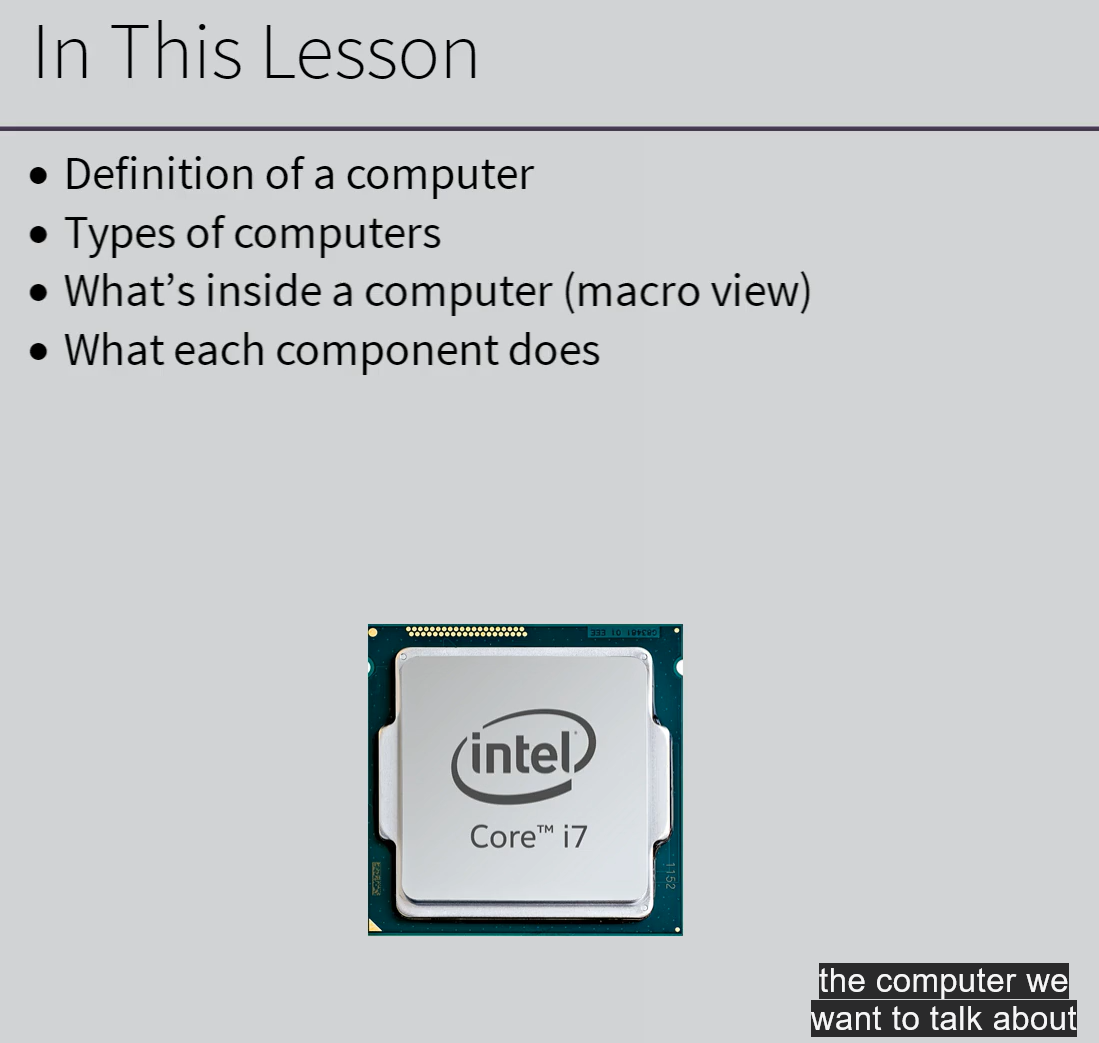 In This Lesson
• Definition of a computer
• Types of computers
• What’s inside a computer (macro view)
• What each component does
intel
Core™ i7
1152
the computer we
want to talk about